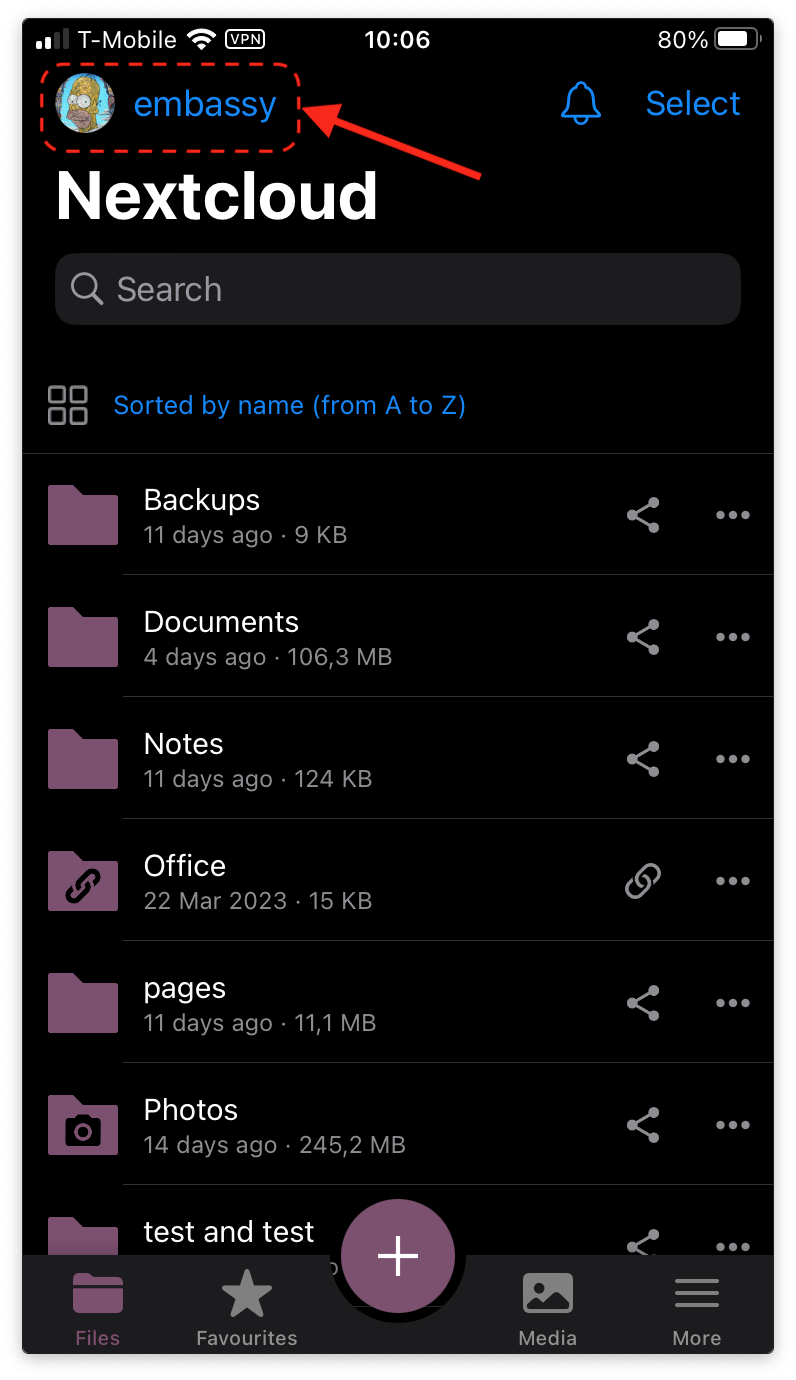 T-Mobile VPN 10:06 80%
embassy Select
Nextcloud
Search
Sorted by name (from A to Z)
Backups
11 days ago · 9 KB
Documents
4 days ago · 106,3 MB
Notes
11 days ago · 124 KB
Office
22 Mar 2023 · 15 KB
pages
11 days ago · 11,1 MB
Photos
14 days ago · 245,2 MB
test and test
Files Favourites Media More